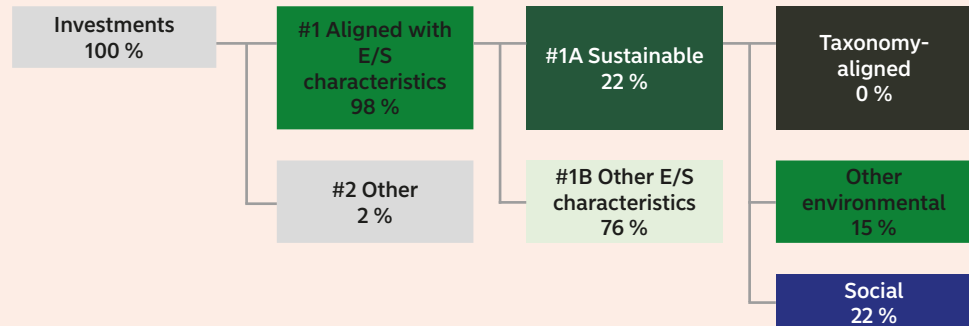 Investments
100 %
#1 Aligned with
E/S
characteristics
98 %
#2 Other
2 %
#1A Sustainable
22 %
#1B Other E/S
characteristics
76 %
Taxonomy-
aligned
0 %
Other
environmental
15 %
Social
22 %